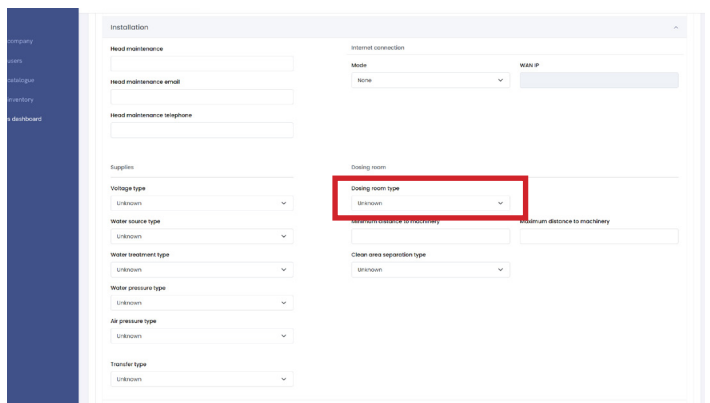 Installation
company
users
catalogue
inventory
s dashboard
Head maintenance
Head maintenance email
Head maintenance telephone
Internet connection
Mode
WAN IP
None
Supplies
Voltage type
Unknown
Water source type
Unknown
Water treatment type
Unknown
Water pressure type
Unknown
Air pressure type
Unknown
Transfer type
Unknown
Dosing room
Dosing room type
Unknown
Minimum distance to machinery
Maximum distance to machinery
Clean area separation type
Unknown